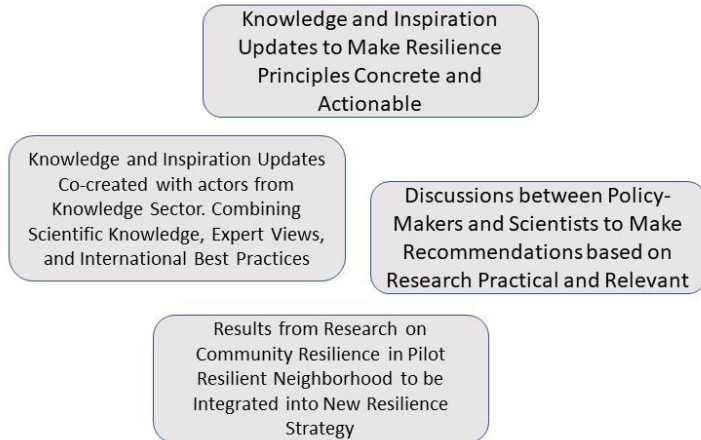 Knowledge and Inspiration
Updates to Make Resilience
Principles Concrete and
Actionable
Knowledge and Inspiration Updates
Co-created with actors from
Knowledge Sector. Combining
Scientific Knowledge, Expert Views,
and International Best Practices
Discussions between Policy-
Makers and Scientists to Make
Recommendations based on
Research Practical and Relevant
Results from Research on
Community Resilience in Pilot
Resilient Neighborhood to be
Integrated into New Resilience
Strategy